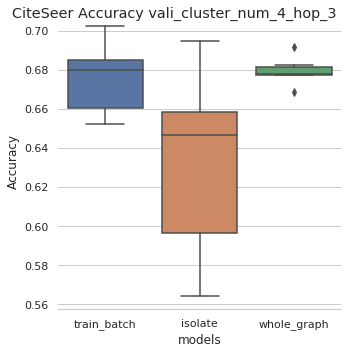 CiteSeer Accuracy vali_cluster_num_4_hop_3
0.70
0.68
0.66
0.64
0.62
0.60
0.58
0.56
Accuracy
train_batch isolate whole_graph
models